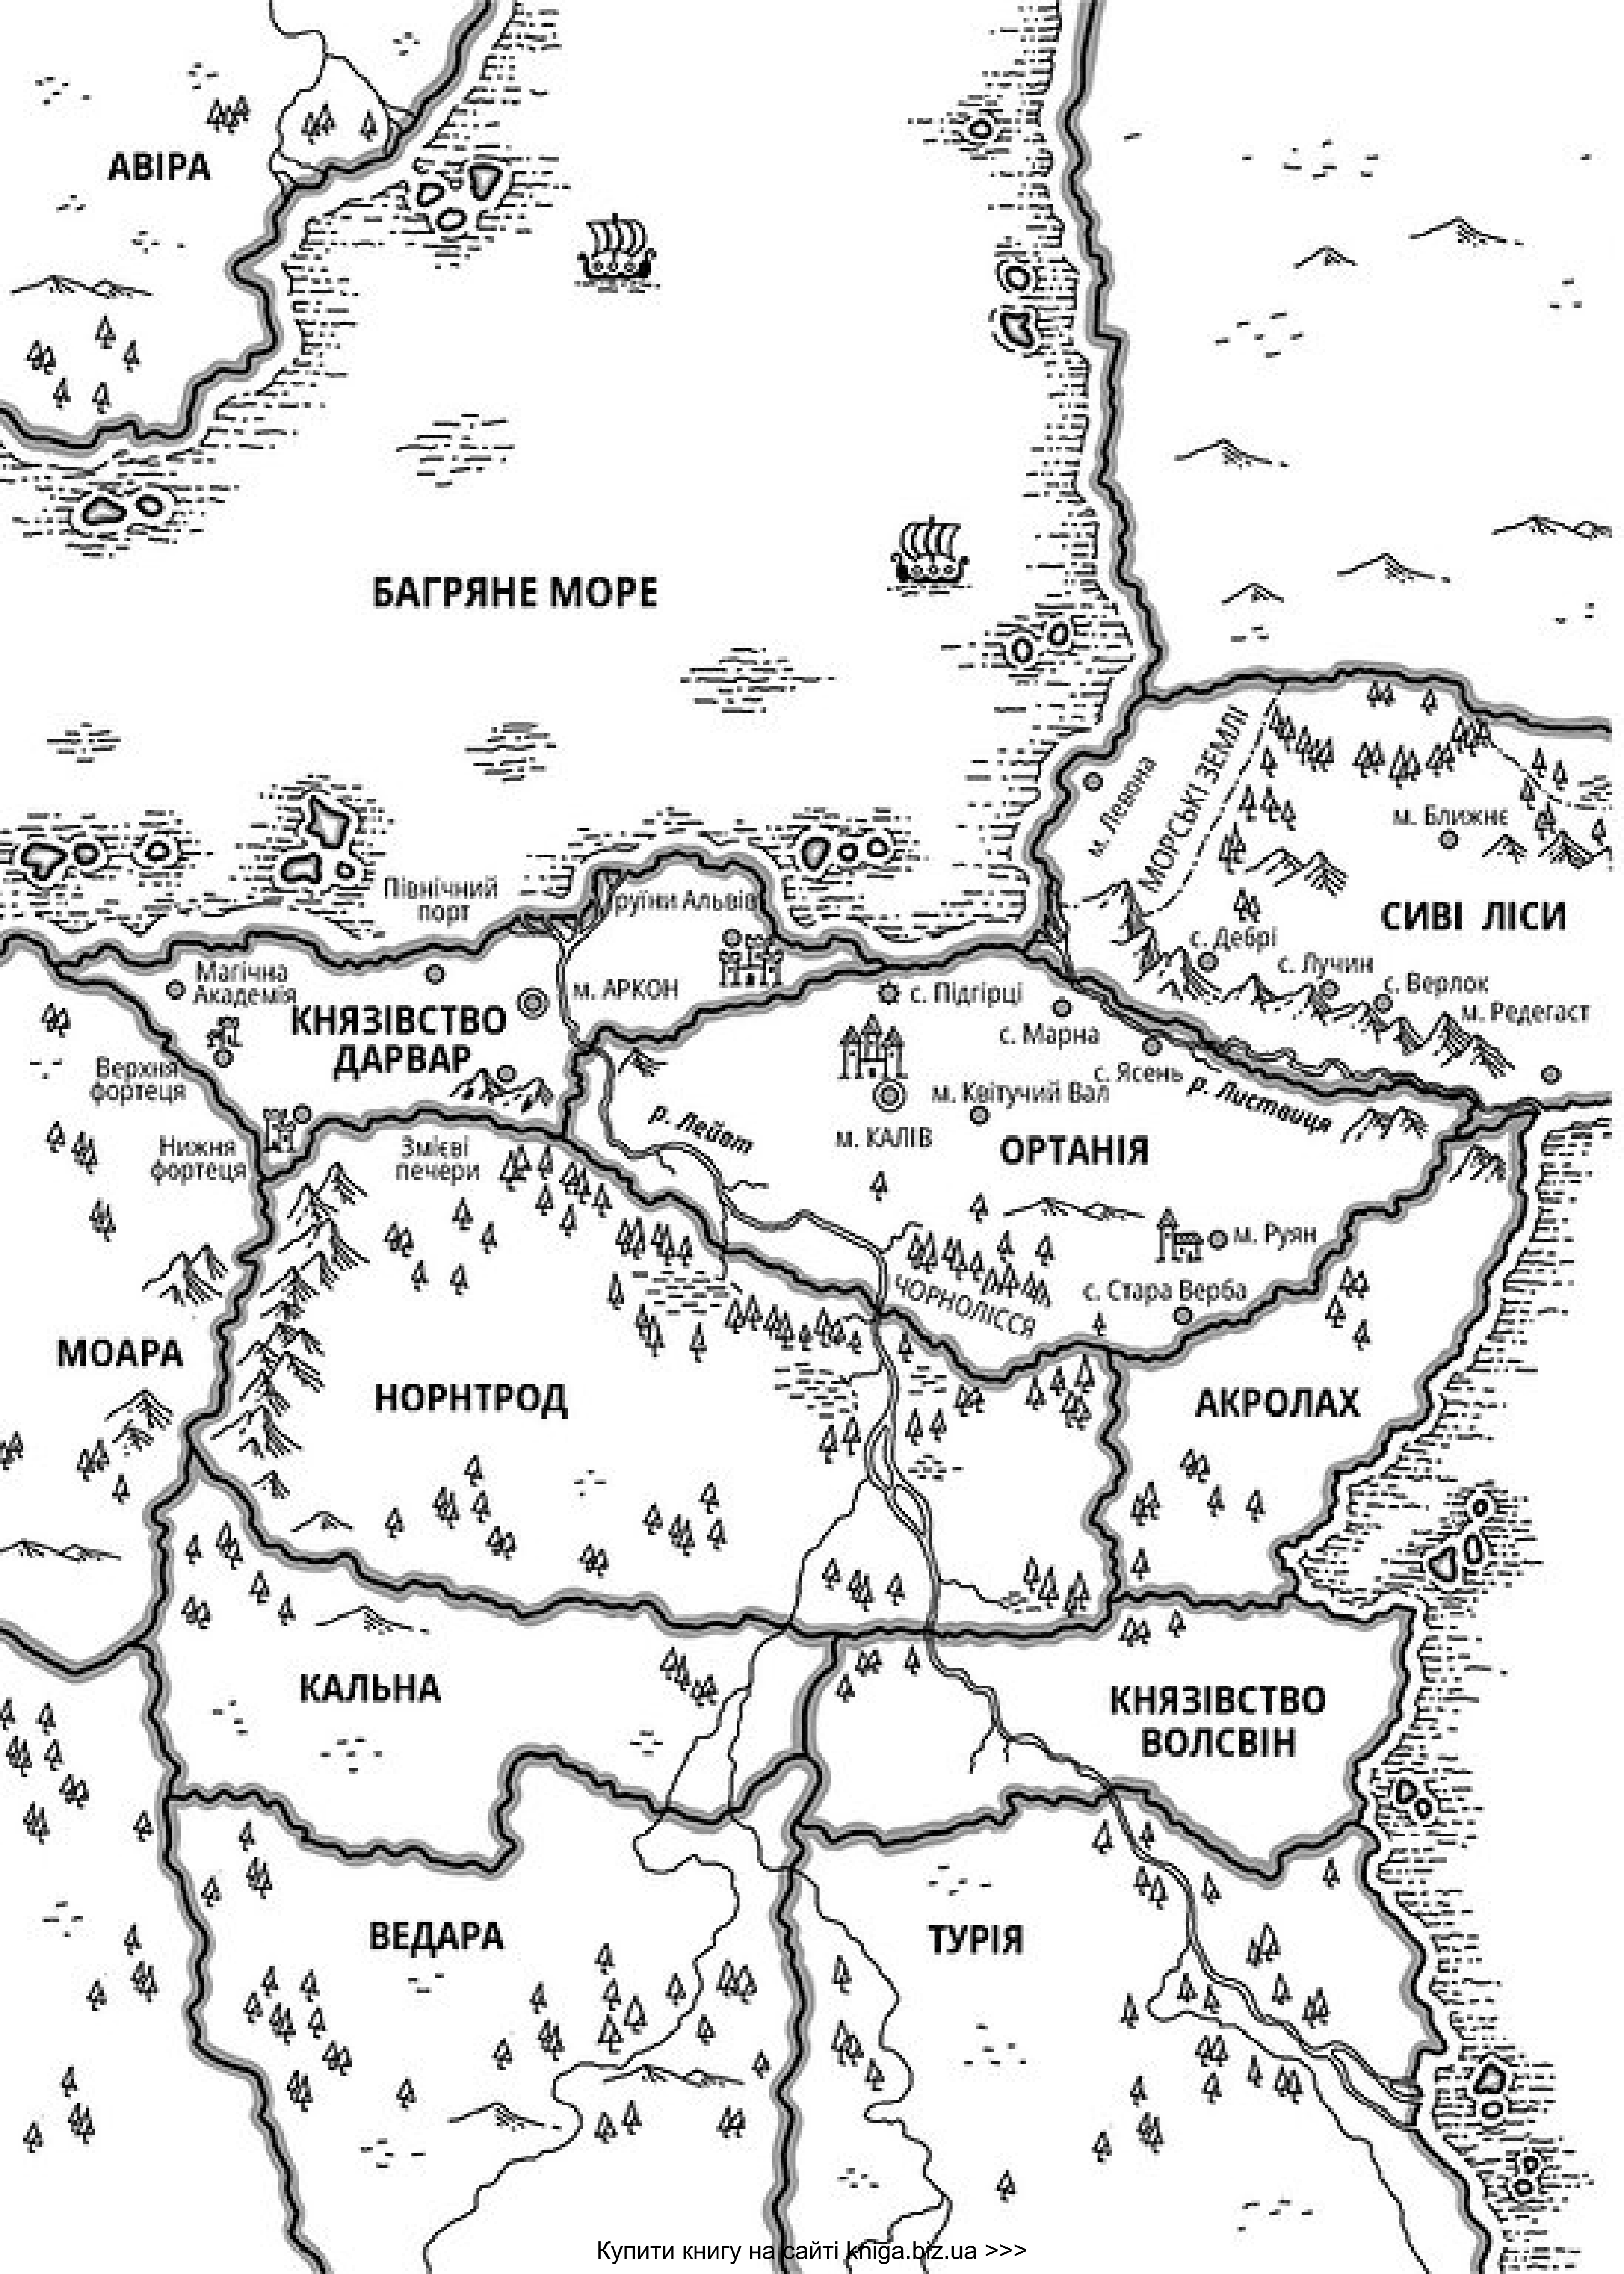 АВІРА
БАГРЯНЕ МОРЕ
м. Левона
МОРСЬКІ ЗЕМЛІ
м. Ближнє
СИВІ ЛІСИ
Північний
порт
руїни Альвів
с. Дебрі
с. Лучин
с. Верлок
м. Редегаст
Магічна
Академія
м. АРКОН
с. Підгірці
КНЯЗІВСТВО
ДАРВАР
с. Марна
Верхня
фортеця
с. Ясень
р. Листвиця
м. Квітучий Вал
р. Лейот
м. КАЛІВ
ОРТАНІЯ
Нижня
фортеця
Змієві
печери
м. Руян
с. Стара Верба
ЧОРНОЛІССЯ
МОАРА
НОРНТРОД
АКРОЛАХ
КАЛЬНА
КНЯЗІВСТВО
ВОЛСВІН
ВЕДАРА
ТУРІЯ
Купити книгу на сайті kniga.biz.ua >>>